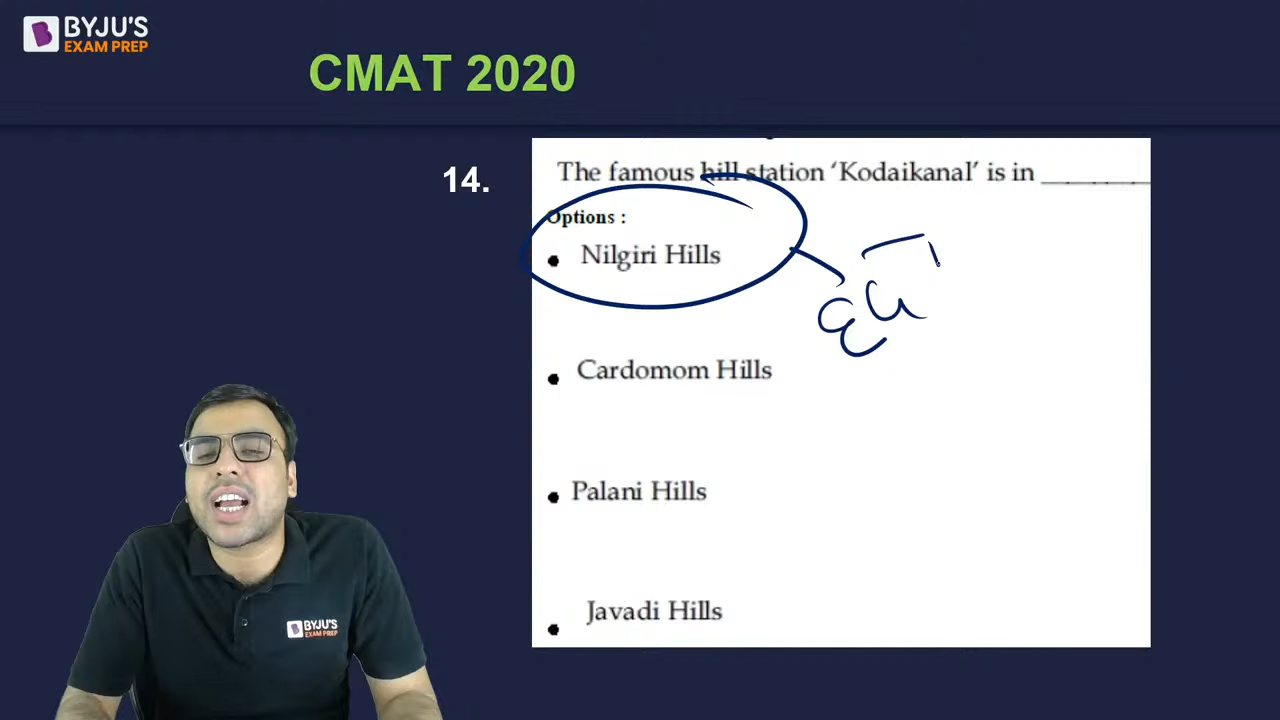 BYJU'S
EXAM PREP
CMAT 2020
14.
The famous hill station ‘Kodaikanal’ is in ________
Options :
Nilgiri Hills
Cardomom Hills
Palani Hills
Javadi Hills
BYJU'S
EXAM PREP